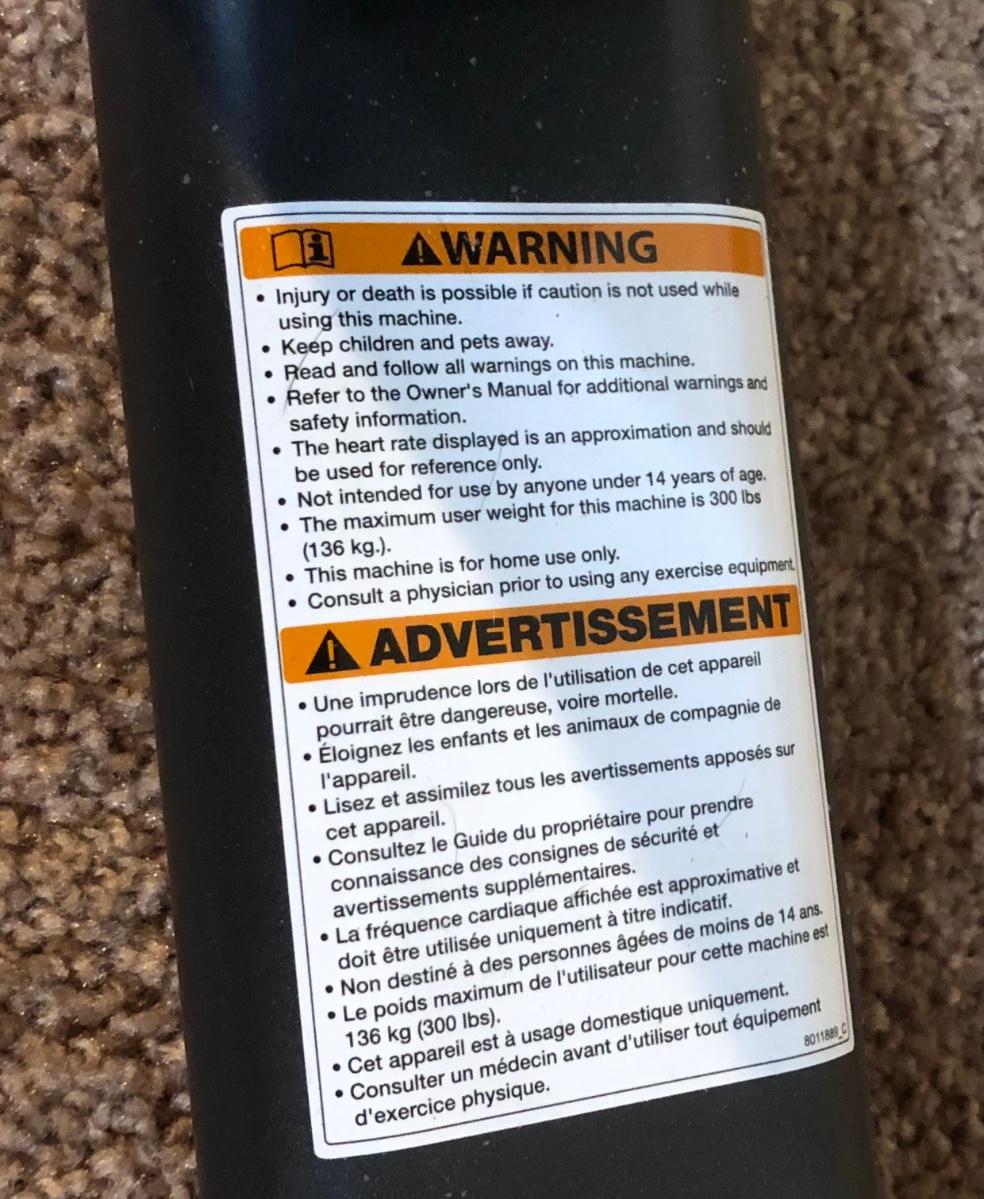 ⚠WARNING
• Injury or death is possible if caution is not used while
using this machine.
• Keep children and pets away.
• Read and follow all warnings on this machine.
• Refer to the Owner's Manual for additional warnings and
safety information.
• The heart rate displayed is an approximation and should
be used for reference only.
• Not intended for use by anyone under 14 years of age.
• The maximum user weight for this machine is 300 lbs
(136 kg.).
• This machine is for home use only.
• Consult a physician prior to using any exercise equipment.
⚠ ADVERTISSEMENT
• Une imprudence lors de l'utilisation de cet appareil
pourrait être dangereuse, voire mortelle.
• Éloignez les enfants et les animaux de compagnie de
l'appareil.
• Lisez et assimilez tous les avertissements apposés sur
cet appareil.
• Consultez le Guide du propriétaire pour prendre
connaissance des consignes de sécurité et
avertissements supplémentaires.
• La fréquence cardiaque affichée est approximative et
doit être utilisée uniquement à titre indicatif.
• Non destiné à des personnes âgées de moins de 14 ans.
• Le poids maximum de l'utilisateur pour cette machine est
136 kg (300 lbs).
• Cet appareil est à usage domestique uniquement.
• Consulter un médecin avant d'utiliser tout équipement
d'exercice physique.
8011889_C